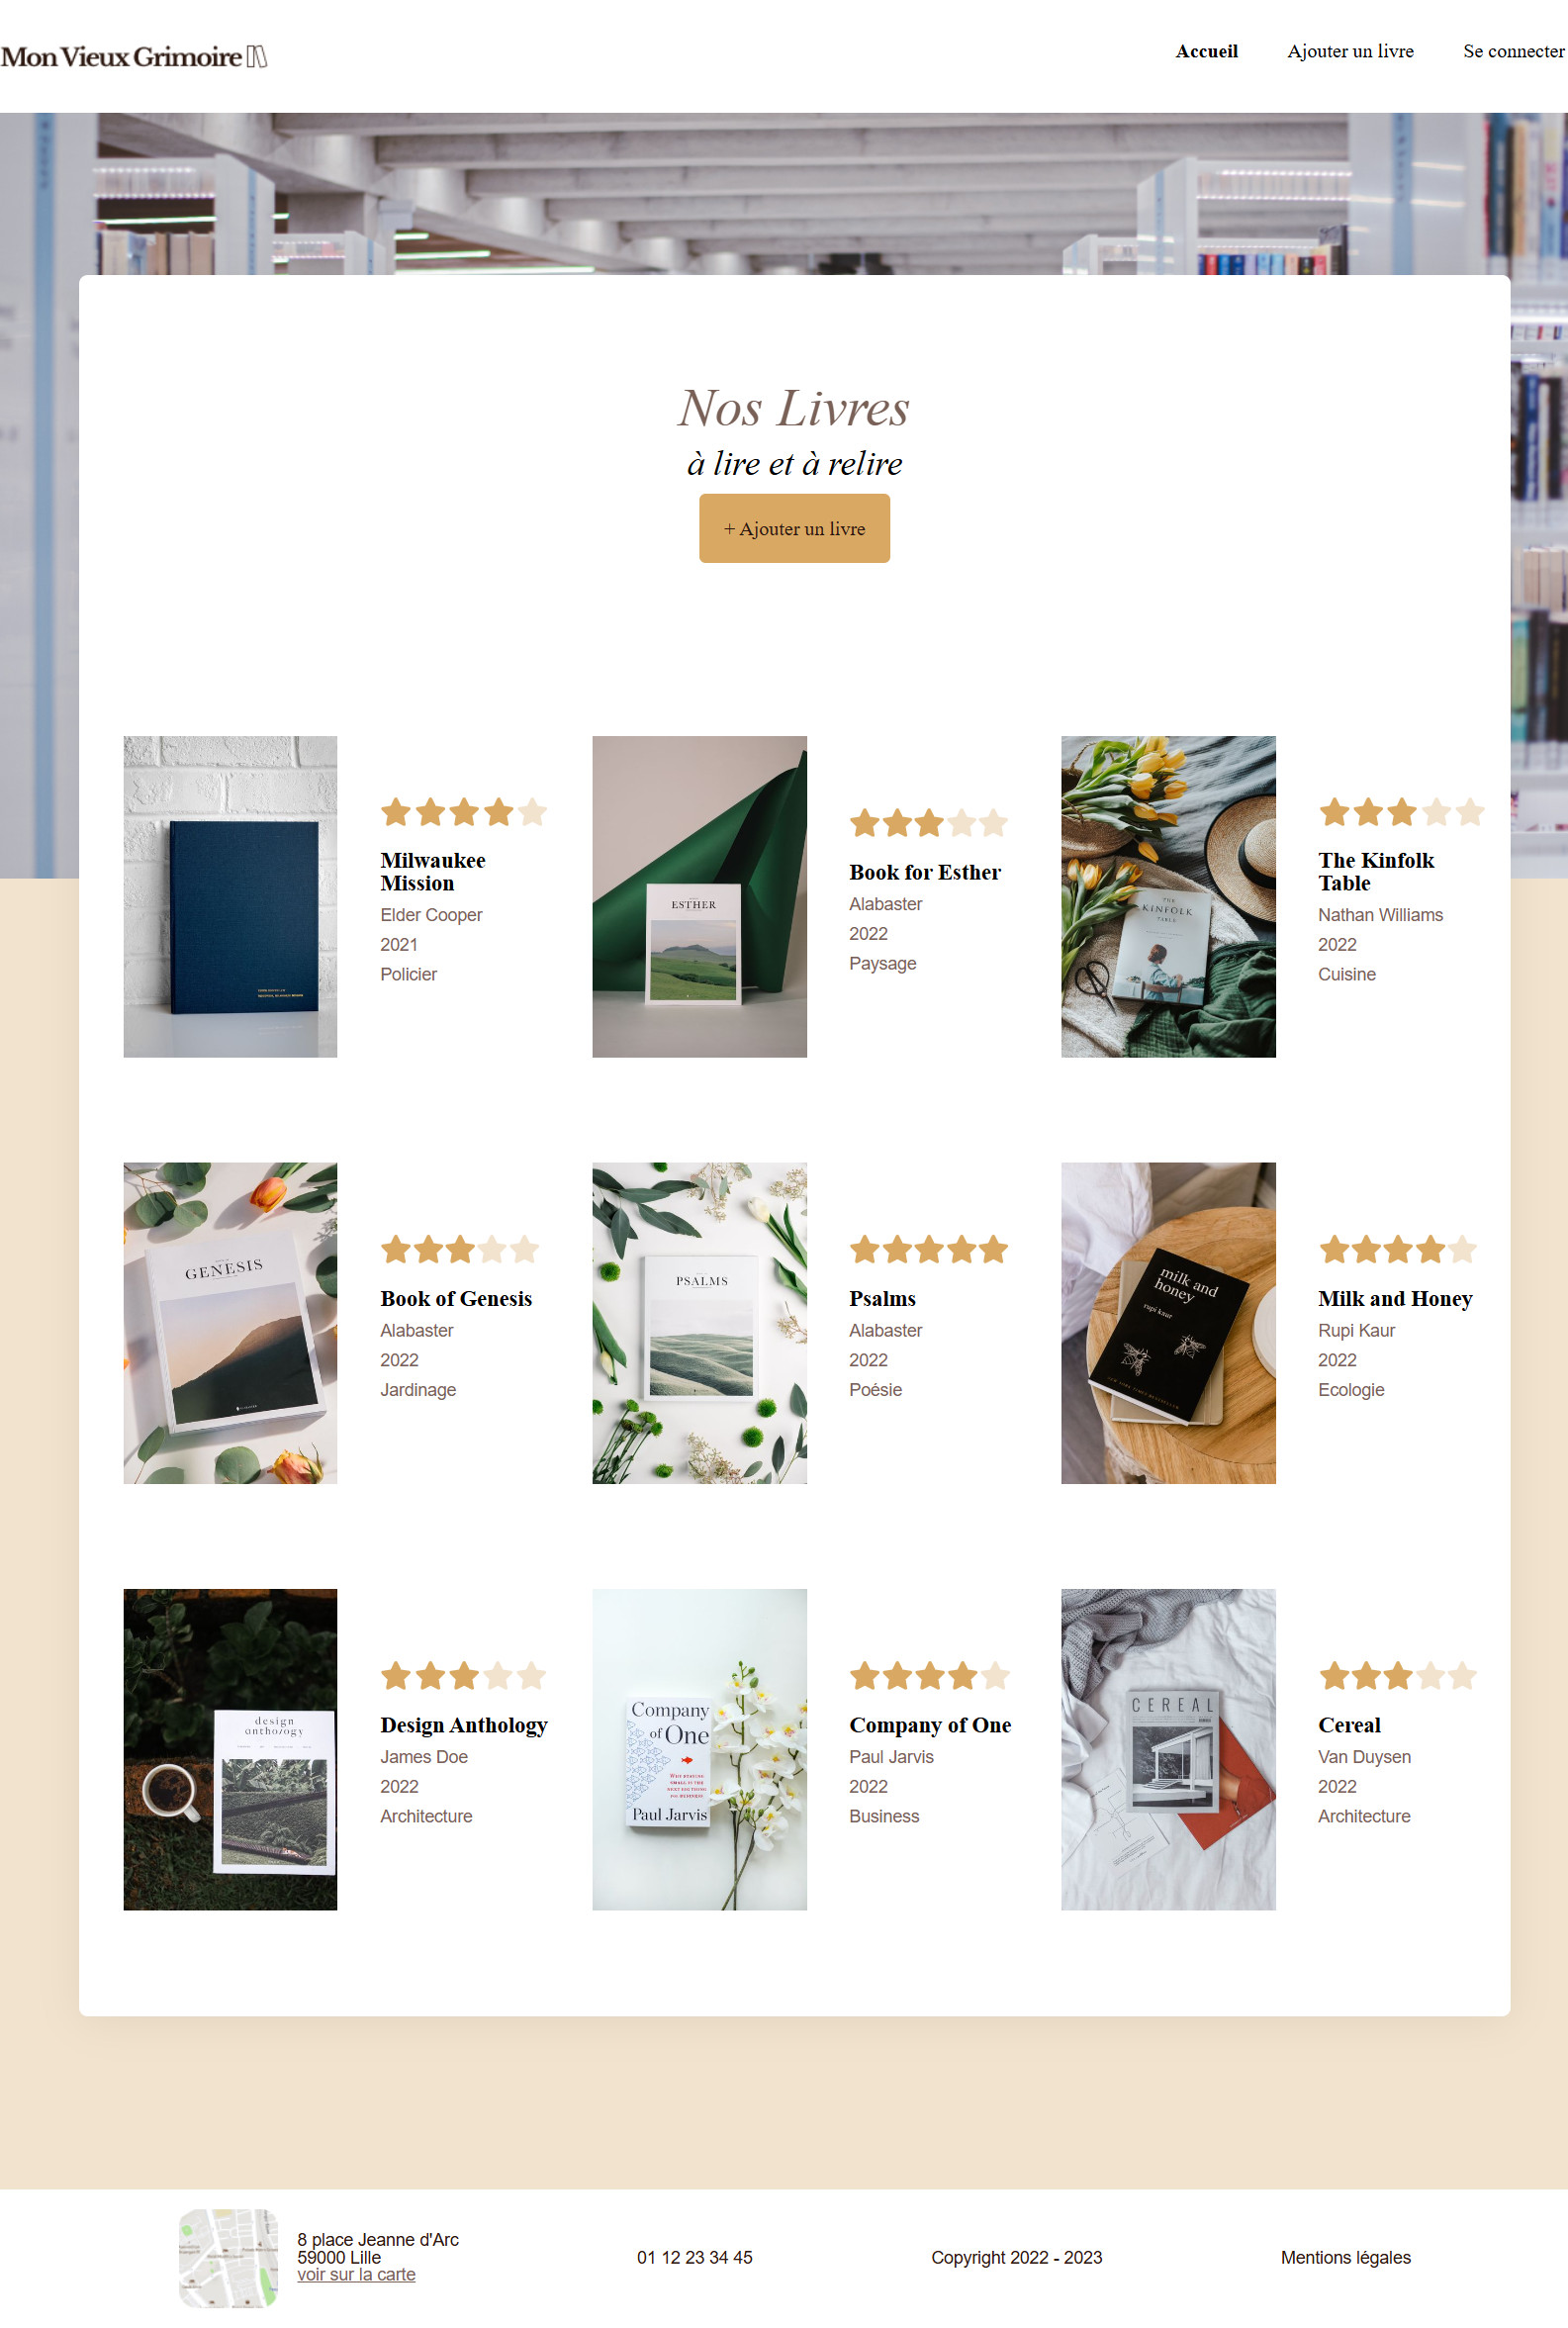 Mon Vieux Grimoire
Accueil
Ajouter un livre
Se connecter
Nos Livres
à lire et à relire
+ Ajouter un livre
Milwaukee
Mission
Elder Cooper
2021
Policier
ESTHER
Book for Esther
Alabaster
2022
Paysage
THE
KINFOLK
TABLE
The Kinfolk
Table
Nathan Williams
2022
Cuisine
GENESIS
Book of Genesis
Alabaster
2022
Jardinage
PSALMS
Psalms
Alabaster
2022
Poésie
milk and
honey
rupi kaur
Milk and Honey
Rupi Kaur
2022
Ecologie
design
anthology
Design Anthology
James Doe
2022
Architecture
Company
of One
Paul Jarvis
Company of One
Paul Jarvis
2022
Business
CEREAL
Cereal
Van Duysen
2022
Architecture
8 place Jeanne d'Arc
59000 Lille
voir sur la carte
01 12 23 34 45
Copyright 2022 - 2023
Mentions légales